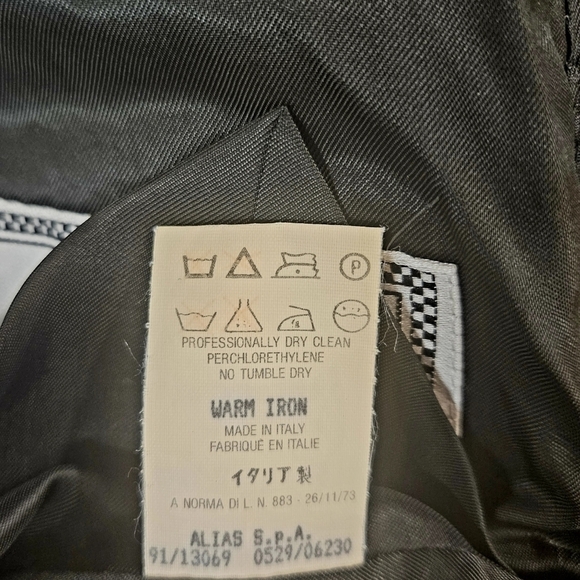 P
PROFESSIONALLY DRY CLEAN
PERCHLORETHYLENE
NO TUMBLE DRY
WARM IRON
MADE IN ITALY
FABRIQUÉ EN ITALIE
イタリア製
A NORMA DI L. N. 883 - 26/11/73
ALIAS S.p.A.
91/13069 0529/06230